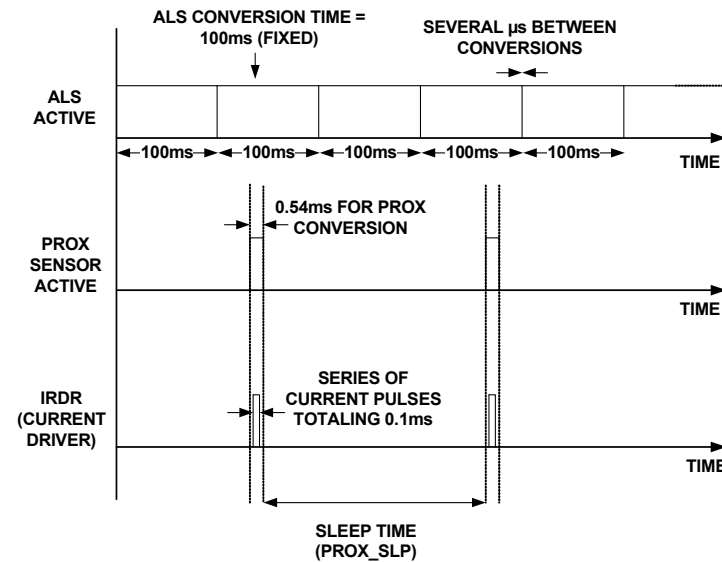 ALS CONVERSION TIME =
100ms (FIXED)
SEVERAL µs BETWEEN
CONVERSIONS
ALS
ACTIVE
100ms
100ms
100ms
100ms
100ms
TIME
0.54ms FOR PROX
CONVERSION
PROX
SENSOR
ACTIVE
TIME
SERIES OF
CURRENT PULSES
TOTALING 0.1ms
IRDR
(CURRENT
DRIVER)
TIME
SLEEP TIME
(PROX_SLP)